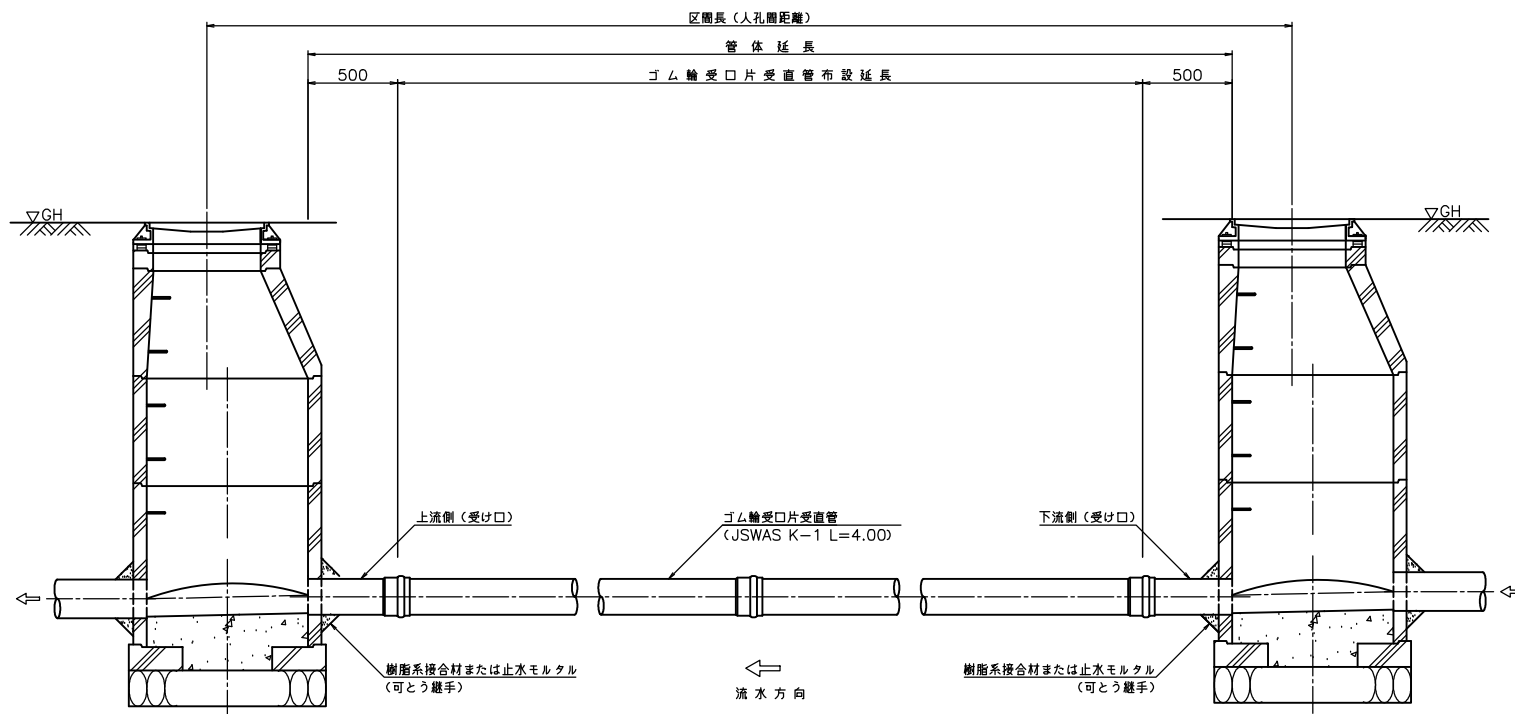 区間長(人孔間距離)
管体延長
500
ゴム輪受口片受直管布設延長
500
GH
GH
上流側(受け口)
ゴム輪受口片受直管
(JSWAS K-1 L=4.00)
下流側(受け口)
樹脂系接合材または止水モルタル
(可とう継手)
流水方向
樹脂系接合材または止水モルタル
(可とう継手)